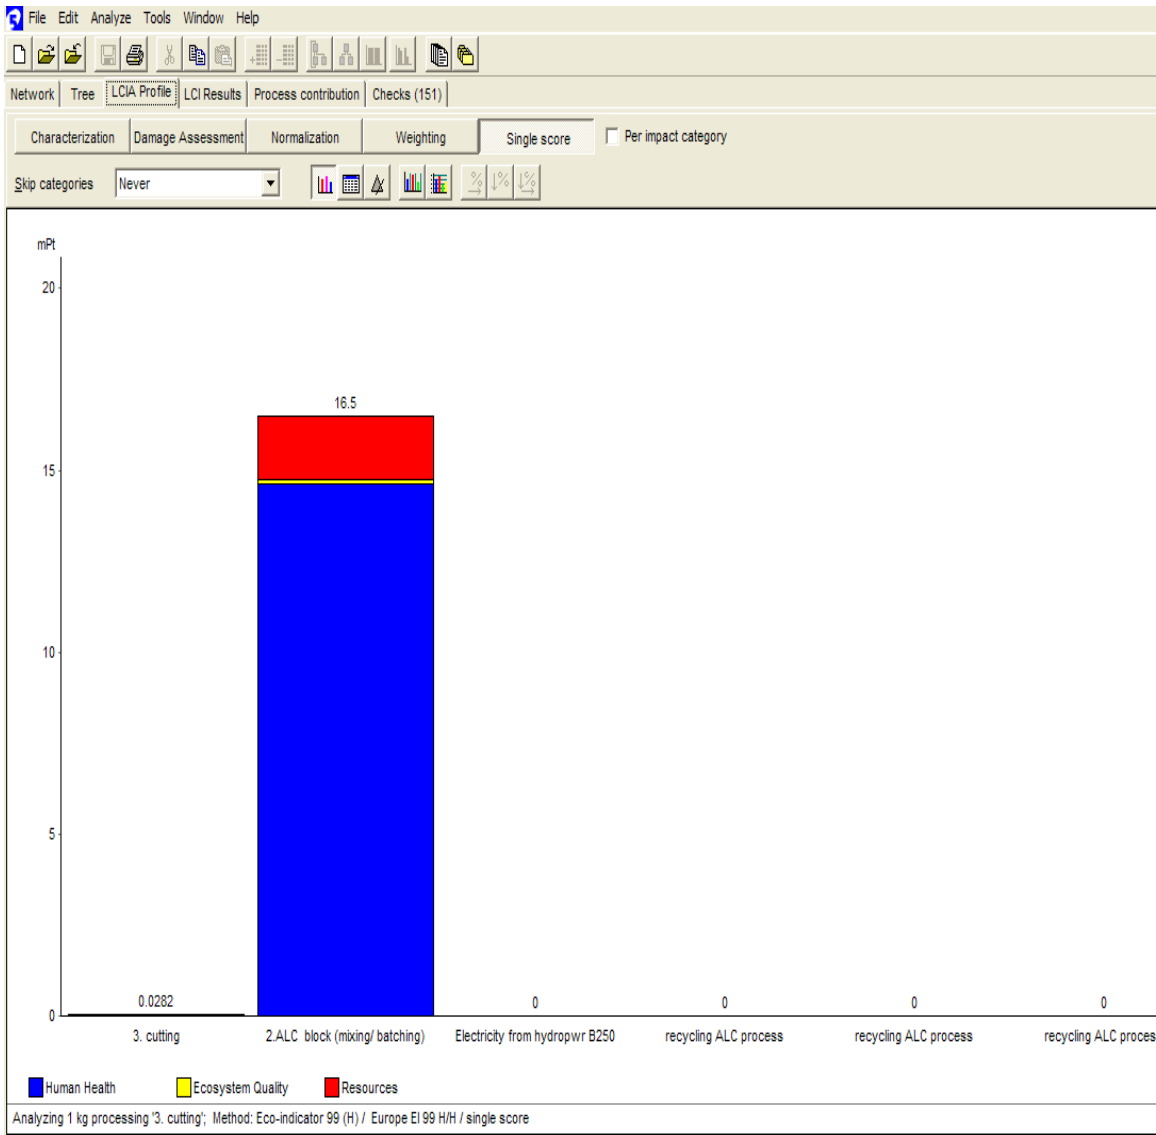 File Edit Analyze Tools Window Help
Network Tree LCIA Profile LCI Results Process contribution Checks (151)
Characterization Damage Assessment Normalization Weighting Single score Per impact category
Skip categories Never
mPt
20
16.5
15
10
5
0.0282 0 0 0 0
0
3. cutting 2.ALC block (mixing/ batching) Electricity from hydropwr B250 recycling ALC process recycling ALC process recycling ALC proces
Human Health Ecosystem Quality Resources
Analyzing 1 kg processing '3. cutting'; Method: Eco-indicator 99 (H) / Europe EI 99 H/H / single score